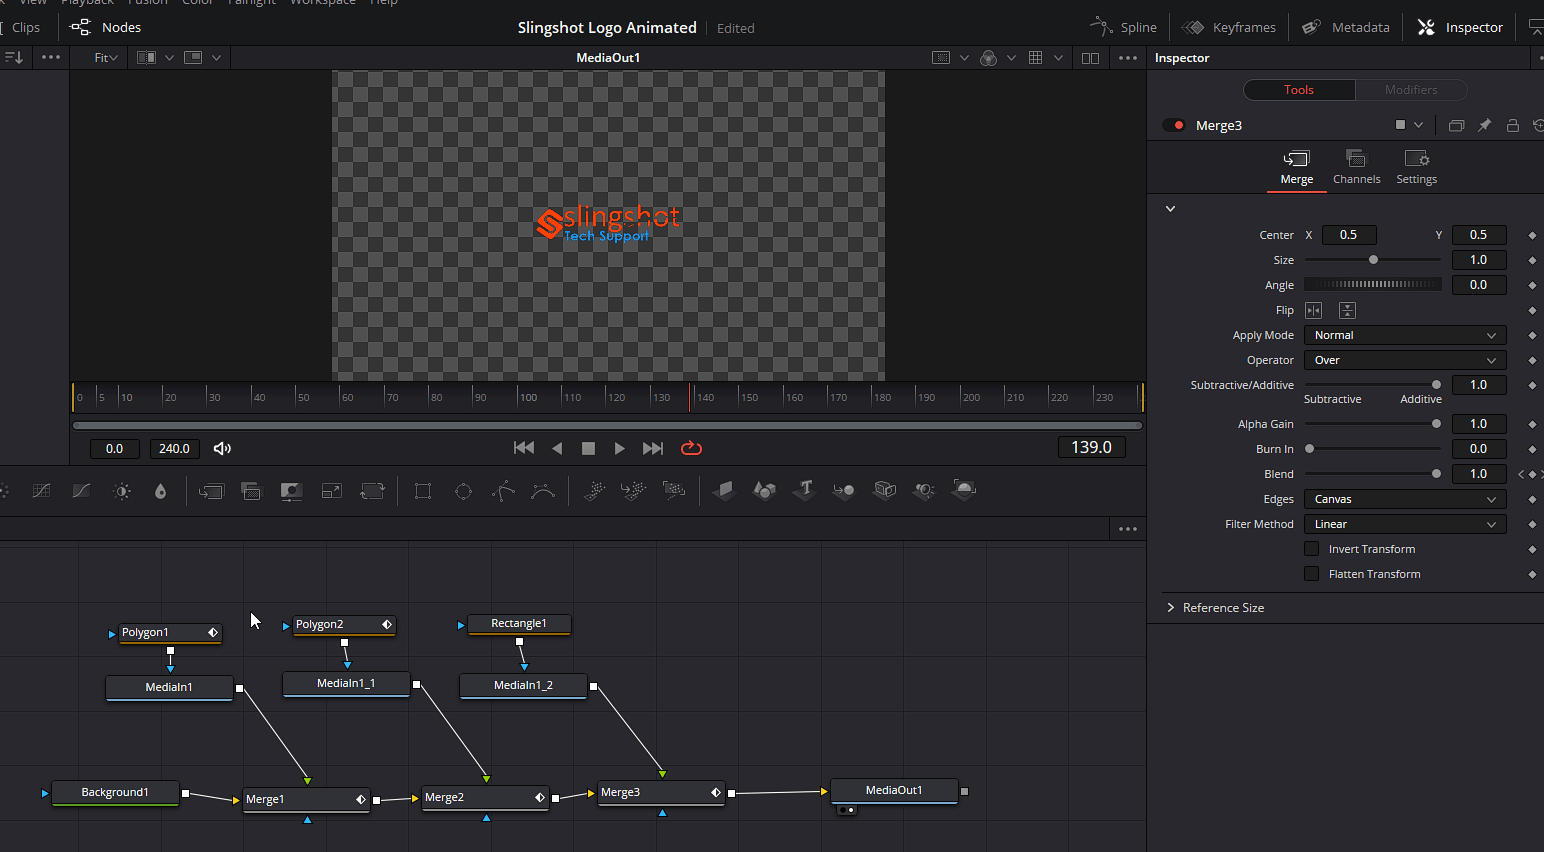 View Playback Fusion Color Fairlight Workspace Help
Clips Nodes Slingshot Logo Animated Edited Spline Keyframes Metadata Inspector
Fit MediaOut1 Inspector
Tools Modifiers
Merge3
Merge Channels Settings
slingshot
Tech Support
Center X 0.5 Y 0.5
Size 1.0
Angle 0.0
Flip
Apply Mode Normal
Operator Over
Subtractive/Additive 1.0
Subtractive Additive
Alpha Gain 1.0
Burn In 0.0
Blend 1.0
Edges Canvas
Filter Method Linear
Invert Transform
Flatten Transform
Reference Size
0 5 10 20 30 40 50 60 70 80 90 100 110 120 130 140 150 160 170 180 190 200 210 220 230
0.0 240.0 139.0
Polygon1 Polygon2 Rectangle1
MediaIn1 MediaIn1_1 MediaIn1_2
Background1 Merge1 Merge2 Merge3 MediaOut1